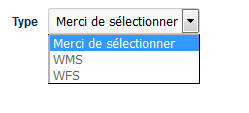 Type Merci de sélectionner
Merci de sélectionner
WMS
WFS